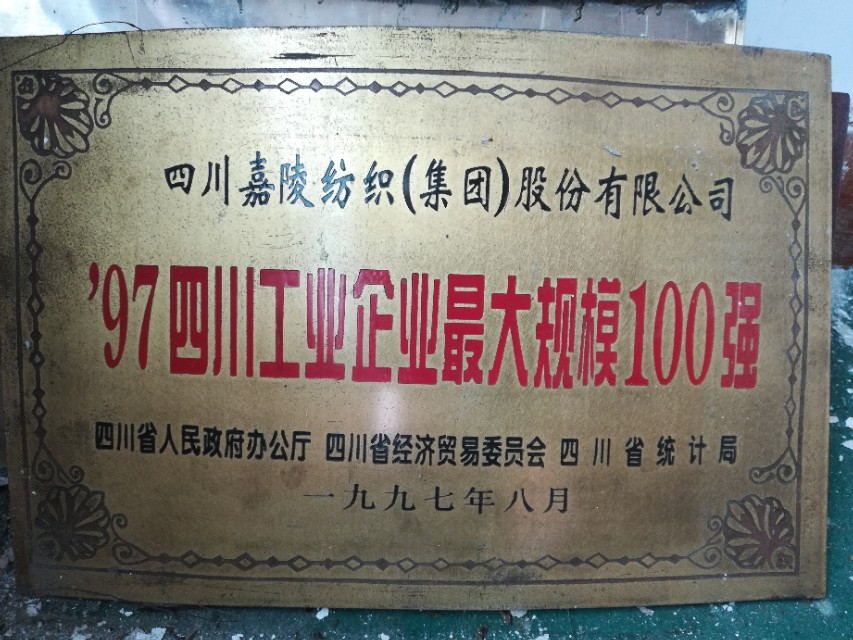 四川嘉陵纺织(集团)股份有限公司
'97四川工业企业最大规模100强
四川省人民政府办公厅 四川省经济贸易委员会 四川省统计局
一九九七年八月